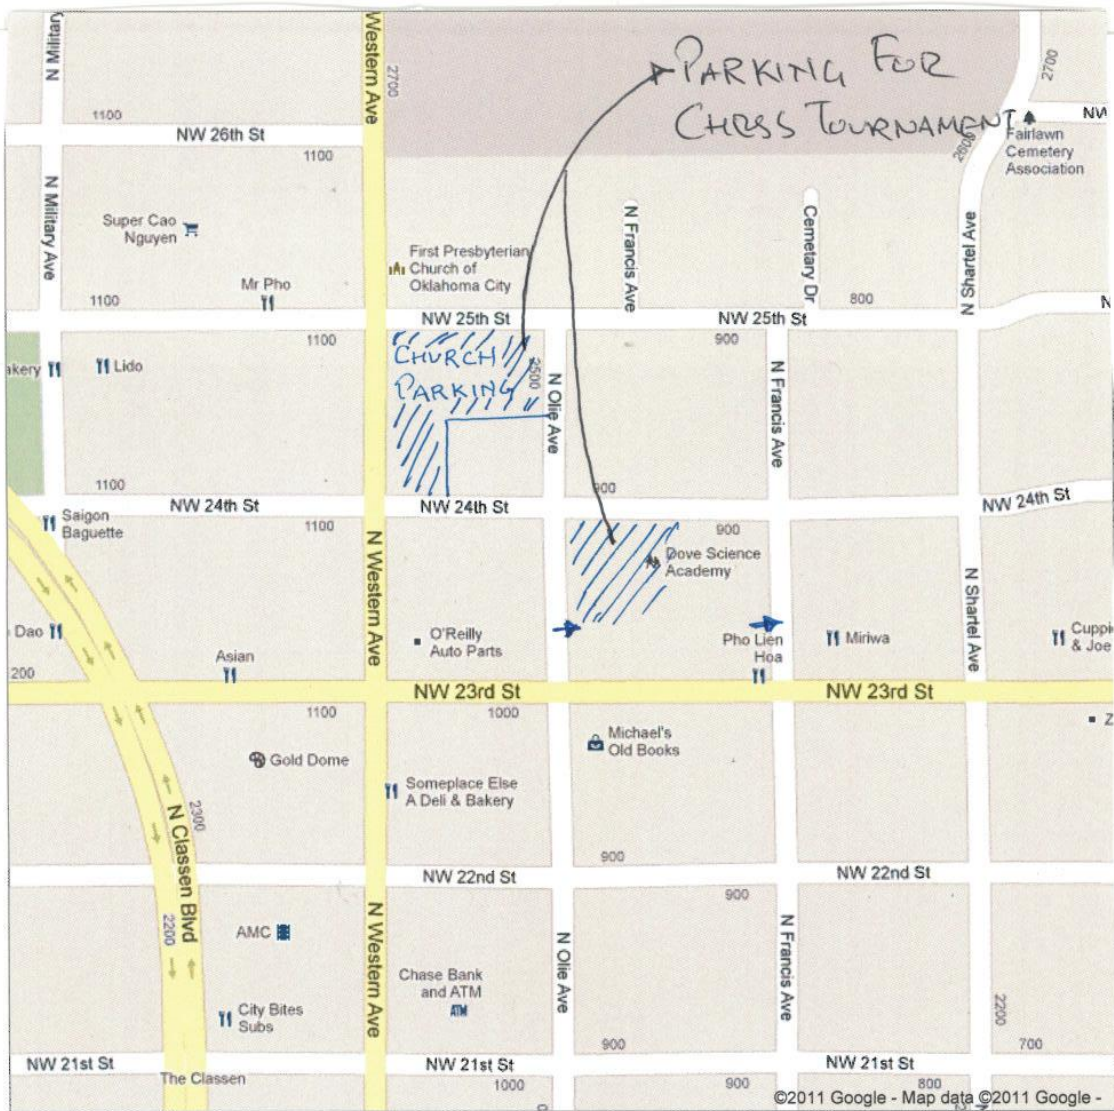 N Military
Western Ave
2700
PARKING FOR
CHESS TOURNAMENT
2700
NW
1100
NW 26th St
1100
2600
Fairlawn
Cemetery
Association
N Military Ave
Super Cao
Nguyen
Mr Pho
First Presbyterian
Church of
Oklahoma City
N Francis Ave
Cemetary Dr
N Shartel Ave
800
1100
NW 25th St
NW 25th St
N
1100
900
akery
Lido
CHURCH
PARKING
2500
N Olie Ave
N Francis Ave
1100
NW 24th St
NW 24th St
900
NW 24th St
Saigon
Baguette
1100
900
Dove Science
Academy
N Western Ave
N Shartel Ave
Dao
O'Reilly
Auto Parts
Pho Lien
Hoa
Miriwa
Cuppi
& Joe
200
Asian
NW 23rd St
NW 23rd St
1100
1000
Z
Gold Dome
Michael's
Old Books
Someplace Else
A Deli & Bakery
2300
N Classen Blvd
2200
900
NW 22nd St
NW 22nd St
900
AMC
N Western Ave
N Olie Ave
N Francis Ave
Chase Bank
and ATM
ATM
City Bites
Subs
2200
900
700
NW 21st St
NW 21st St
NW 21st St
The Classen
1000
900
800
©2011 Google - Map data ©2011 Google -